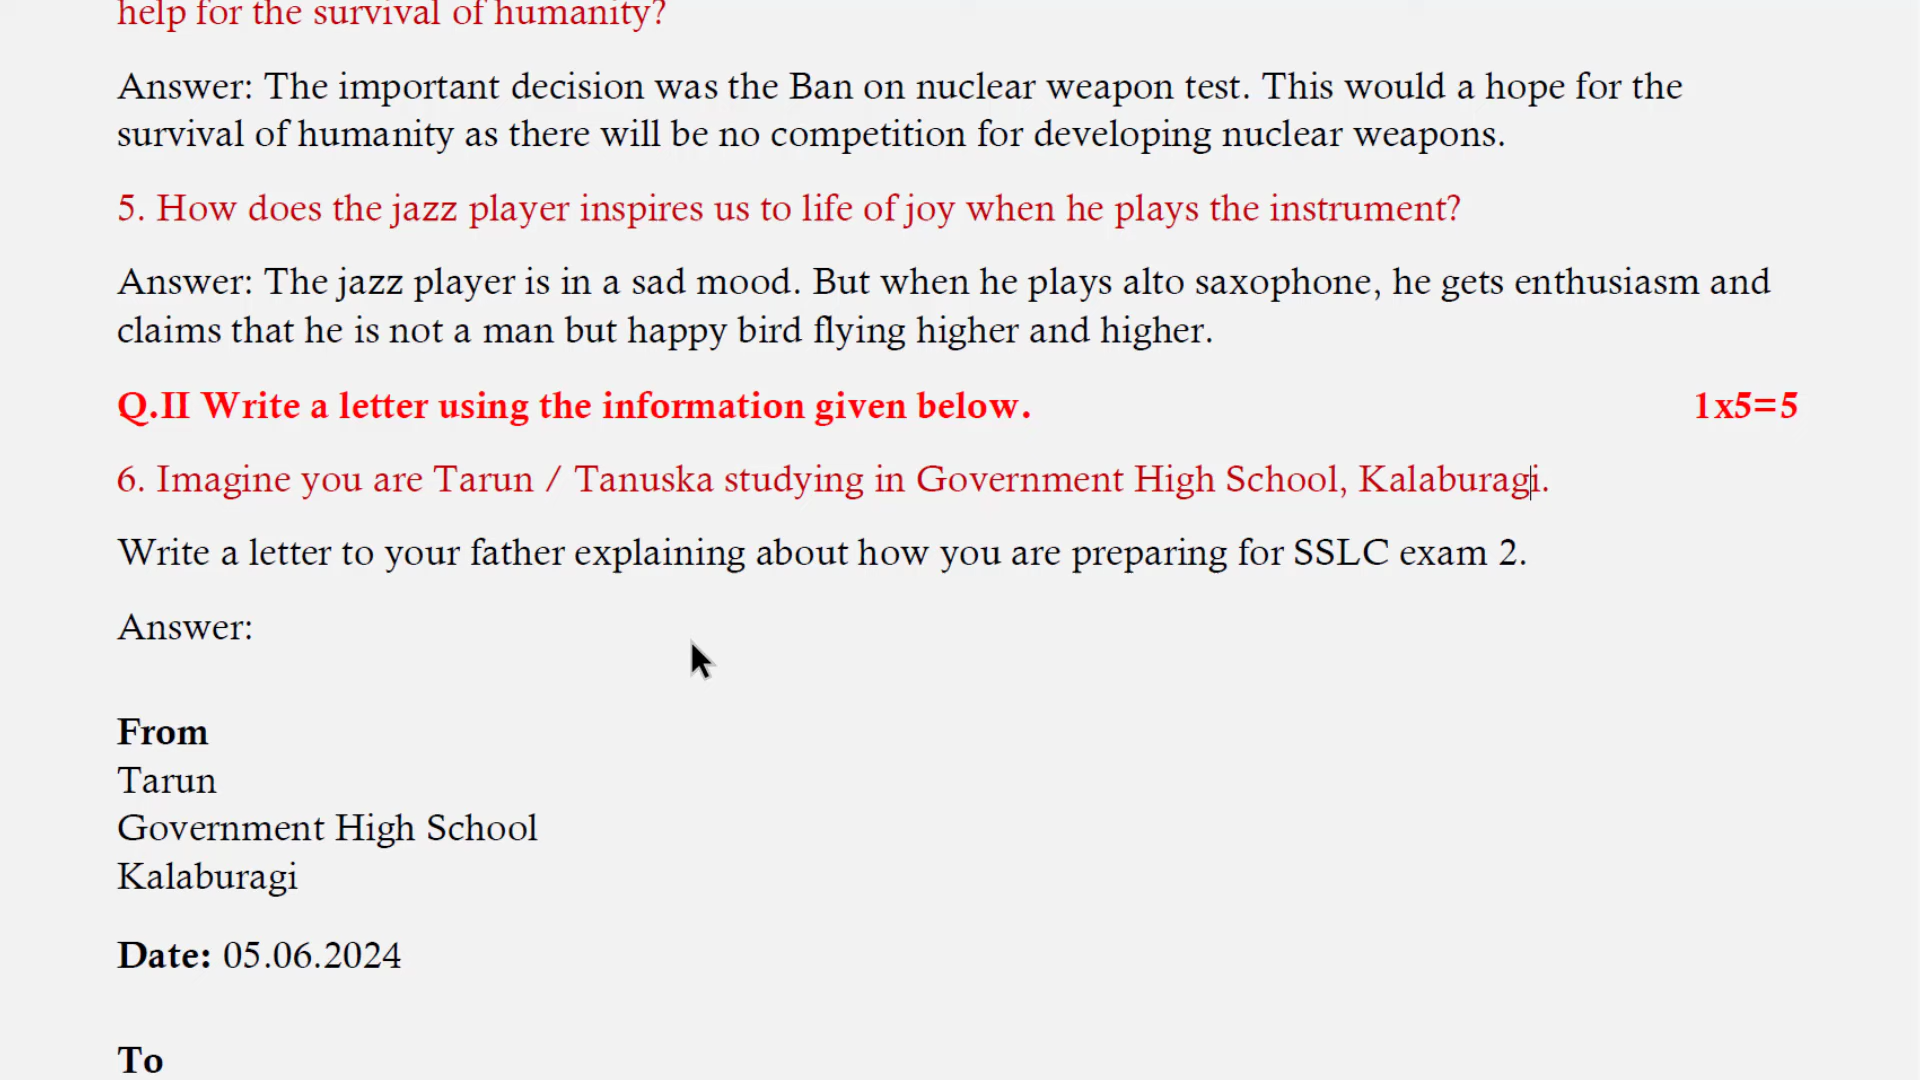 help for the survival of humanity?
Answer: The important decision was the Ban on nuclear weapon test. This would a hope for the
survival of humanity as there will be no competition for developing nuclear weapons.
5. How does the jazz player inspires us to life of joy when he plays the instrument?
Answer: The jazz player is in a sad mood. But when he plays alto saxophone, he gets enthusiasm and
claims that he is not a man but happy bird flying higher and higher.
Q.II Write a letter using the information given below. 1x5=5
6. Imagine you are Tarun / Tanuska studying in Government High School, Kalaburagi.
Write a letter to your father explaining about how you are preparing for SSLC exam 2.
Answer:
From
Tarun
Government High School
Kalaburagi
Date: 05.06.2024
To